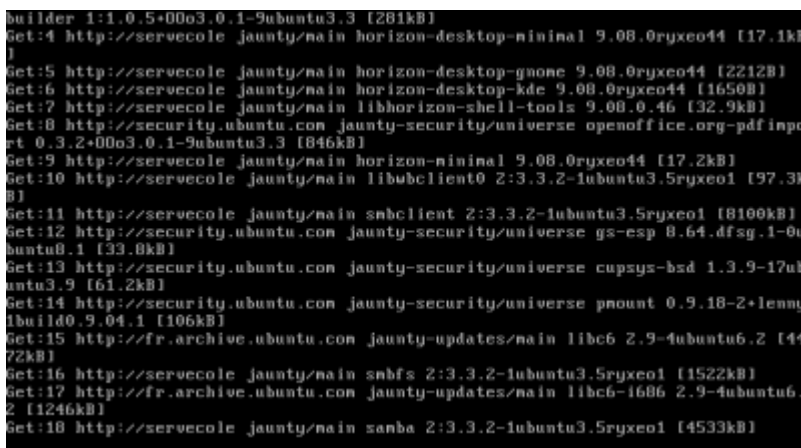 builder 1:1.0.5+OOo3.0.1-9ubuntu3.3 [281kB]
Get:4 http://servecole jaunty/main horizon-desktop-minimal 9.08.0ryxeo44 [17.1kB
]
Get:5 http://servecole jaunty/main horizon-desktop-gnome 9.08.0ryxeo44 [2212B]
Get:6 http://servecole jaunty/main horizon-desktop-kde 9.08.0ryxeo44 [1650B]
Get:7 http://servecole jaunty/main libhorizon-shell-tools 9.08.0.46 [32.9kB]
Get:8 http://security.ubuntu.com jaunty-security/universe openoffice.org-pdfimpo
rt 0.3.2+OOo3.0.1-9ubuntu3.3 [846kB]
Get:9 http://servecole jaunty/main horizon-minimal 9.08.0ryxeo44 [17.2kB]
Get:10 http://servecole jaunty/main libwbclient0 2:3.3.2-1ubuntu3.5ryxeo1 [97.3k
B]
Get:11 http://servecole jaunty/main smbclient 2:3.3.2-1ubuntu3.5ryxeo1 [8100kB]
Get:12 http://security.ubuntu.com jaunty-security/universe gs-esp 8.64.dfsg.1-0u
buntu8.1 [33.8kB]
Get:13 http://security.ubuntu.com jaunty-security/universe cupsys-bsd 1.3.9-17ub
untu3.9 [61.2kB]
Get:14 http://security.ubuntu.com jaunty-security/universe pmount 0.9.18-2+lenny
1build0.9.04.1 [106kB]
Get:15 http://fr.archive.ubuntu.com jaunty-updates/main libc6 2.9-4ubuntu6.2 [44
72kB]
Get:16 http://servecole jaunty/main smbfs 2:3.3.2-1ubuntu3.5ryxeo1 [1522kB]
Get:17 http://fr.archive.ubuntu.com jaunty-updates/main libc6-i686 2.9-4ubuntu6.
2 [1246kB]
Get:18 http://servecole jaunty/main samba 2:3.3.2-1ubuntu3.5ryxeo1 [4533kB]